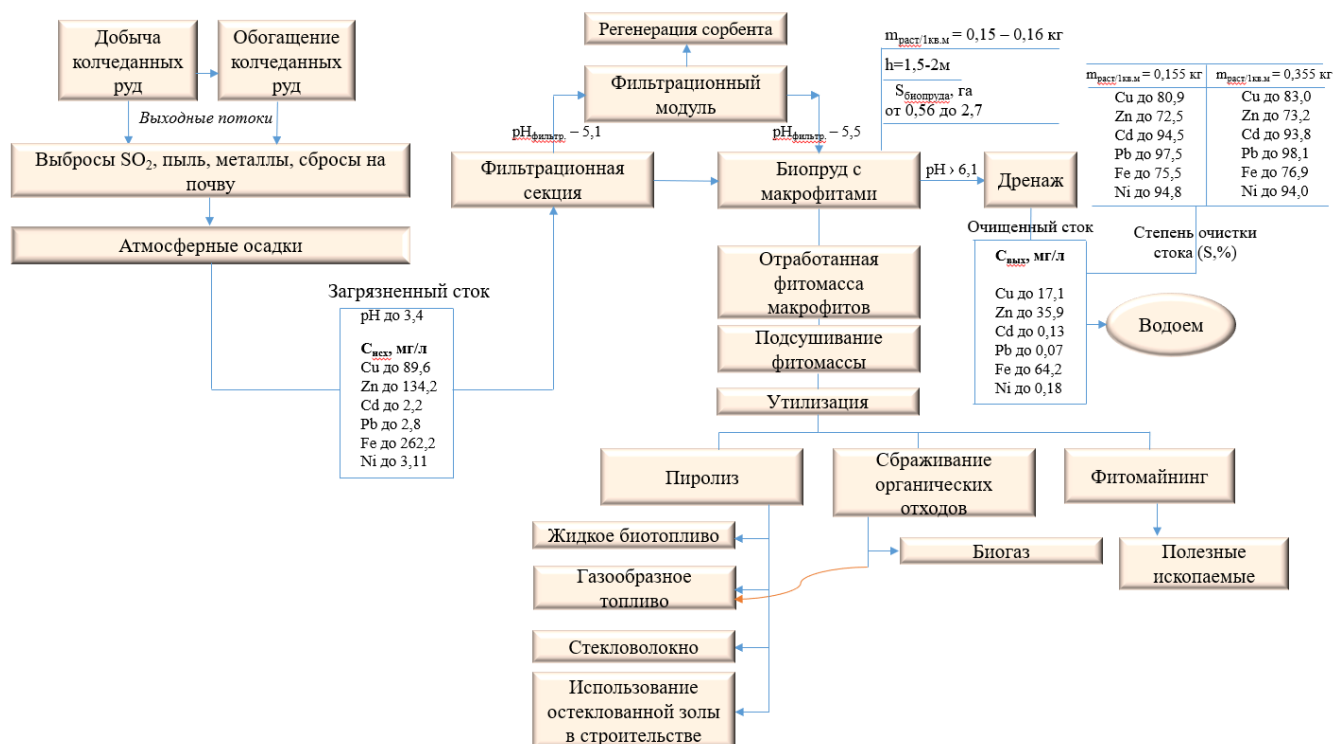 Добыча
колчеданных
руд
Обогащение
колчеданных
руд
Выходные потоки
Выбросы SO₂, пыль, металлы, сбросы на
почву
Атмосферные осадки
Загрязненный сток
pH до 3,4
Cисх, мг/л
Cu до 89,6
Zn до 134,2
Cd до 2,2
Pb до 2,8
Fe до 262,2
Ni до 3,11
Регенерация сорбента
Фильтрационный
модуль
pHфильтр. – 5,1
pHфильтр. – 5,5
Фильтрационная
секция
Биопруд с
макрофитами
mраст/1кв.м = 0,15 – 0,16 кг
h=1,5-2м
Sбиопруда, га
от 0,56 до 2,7
pH › 6,1
Дренаж
Очищенный сток
Cвых, мг/л
Cu до 17,1
Zn до 35,9
Cd до 0,13
Pb до 0,07
Fe до 64,2
Ni до 0,18
mраст/1кв.м = 0,155 кг
Cu до 80,9
Zn до 72,5
Cd до 94,5
Pb до 97,5
Fe до 75,5
Ni до 94,8
mраст/1кв.м = 0,355 кг
Cu до 83,0
Zn до 73,2
Cd до 93,8
Pb до 98,1
Fe до 76,9
Ni до 94,0
Степень очистки
стока (S,%)
Водоем
Отработанная
фитомасса
макрофитов
Подсушивание
фитомассы
Утилизация
Пиролиз
Сбраживание
органических
отходов
Фитомайнинг
Жидкое биотопливо
Газообразное
топливо
Стекловолокно
Использование
остеклованной золы
в строительстве
Биогаз
Полезные
ископаемые